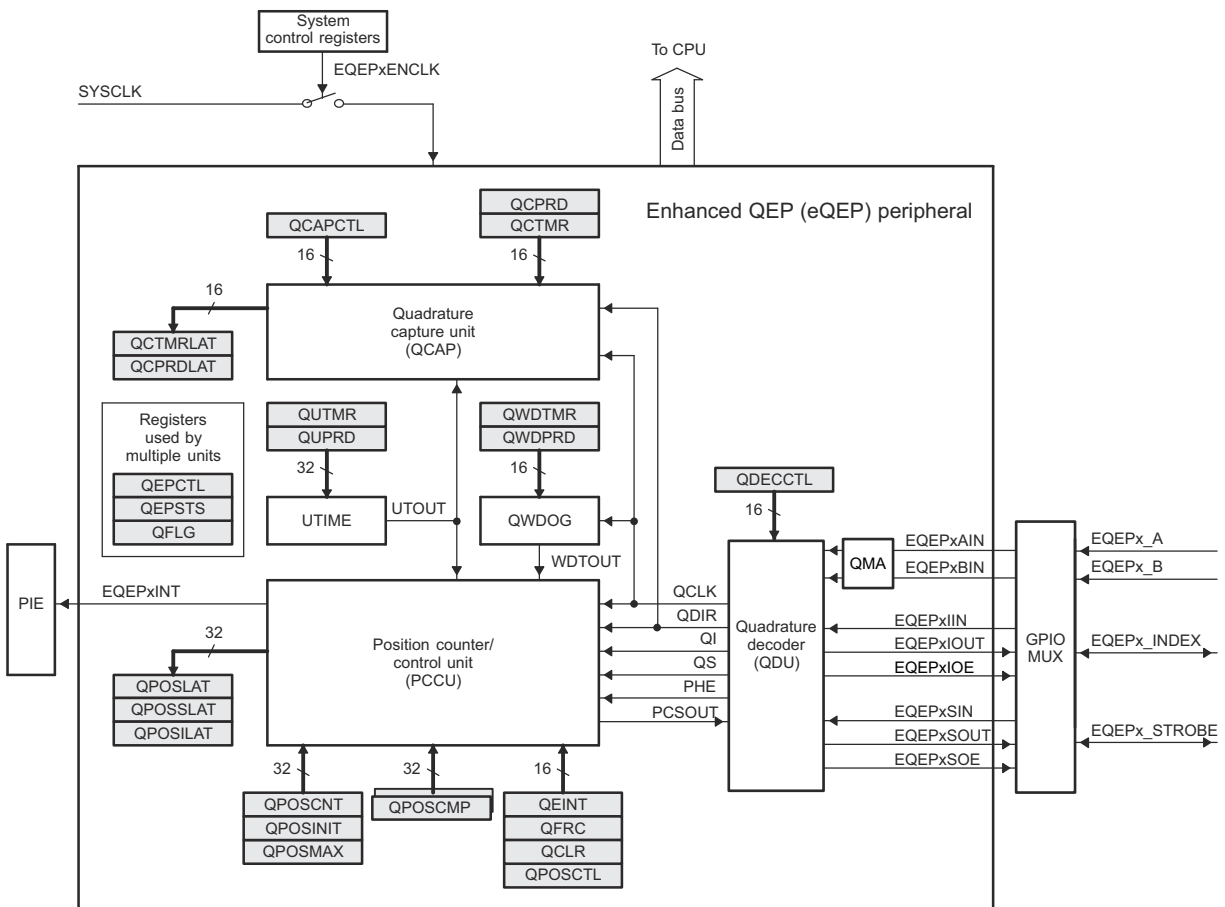 System
control registers
To CPU
EQEPxENCLK
SYSCLK
Data bus
Enhanced QEP (eQEP) peripheral
QCPRD
QCAPCTL
QCTMR
16
16
16
Quadrature
capture unit
(QCAP)
QCTMRLAT
QCPRDLAT
Registers
used by
multiple units
QEPCTL
QEPSTS
QFLG
QUTMR
QUPRD
32
UTIME
UTOUT
QWDTMR
QWDPRD
16
QWDOG
WDTOUT
QDECCTL
16
EQEPxAIN
EQEPxBIN
QMA
EQEPx_A
EQEPx_B
PIE
EQEPxINT
32
Position counter/
control unit
(PCCU)
QCLK
QDIR
QI
QS
PHE
PCSOUT
Quadrature
decoder
(QDU)
EQEPxIIN
EQEPxIOUT
EQEPxIOE
EQEPxSIN
EQEPxSOUT
EQEPxSOE
GPIO
MUX
EQEPx_INDEX
EQEPx_STROBE
QPOSLAT
QPOSSLAT
QPOSILAT
32
32
16
QPOSCNT
QPOSINIT
QPOSMAX
QPOSCMP
QEINT
QFRC
QCLR
QPOSCTL